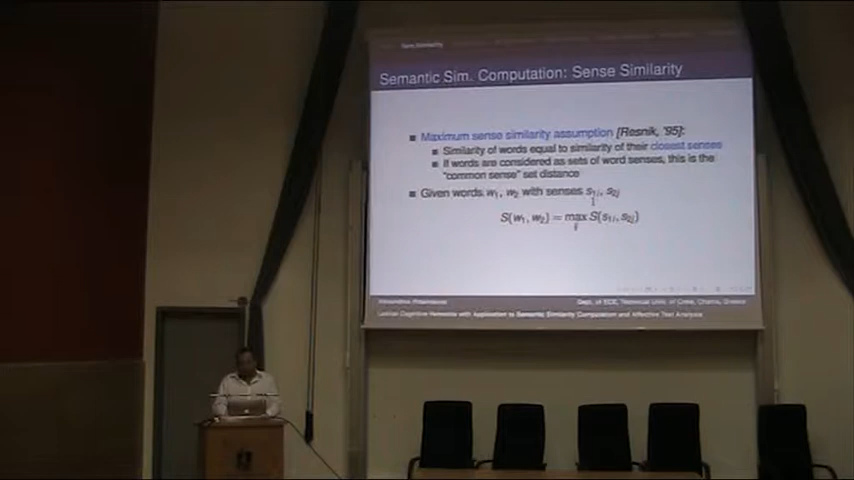 Semantic Sim. Computation: Sense Similarity
Maximum sense similarity assumption [Resnik, '95]:
Similarity of words equal to similarity of their closest senses
If words are considered as sets of word senses, this is the
"common sense" set distance
Given words w₁, w₂ with senses s₁ᵢ, s₂ⱼ
S(w₁, w₂) = max S(s₁ᵢ, s₂ⱼ)
ij
Dept. of ECE, Technical Univ. of Crete, Chania, Greece
Lexical Cognitive Networks with Application to Semantic Similarity Computation and Affective Text Analysis